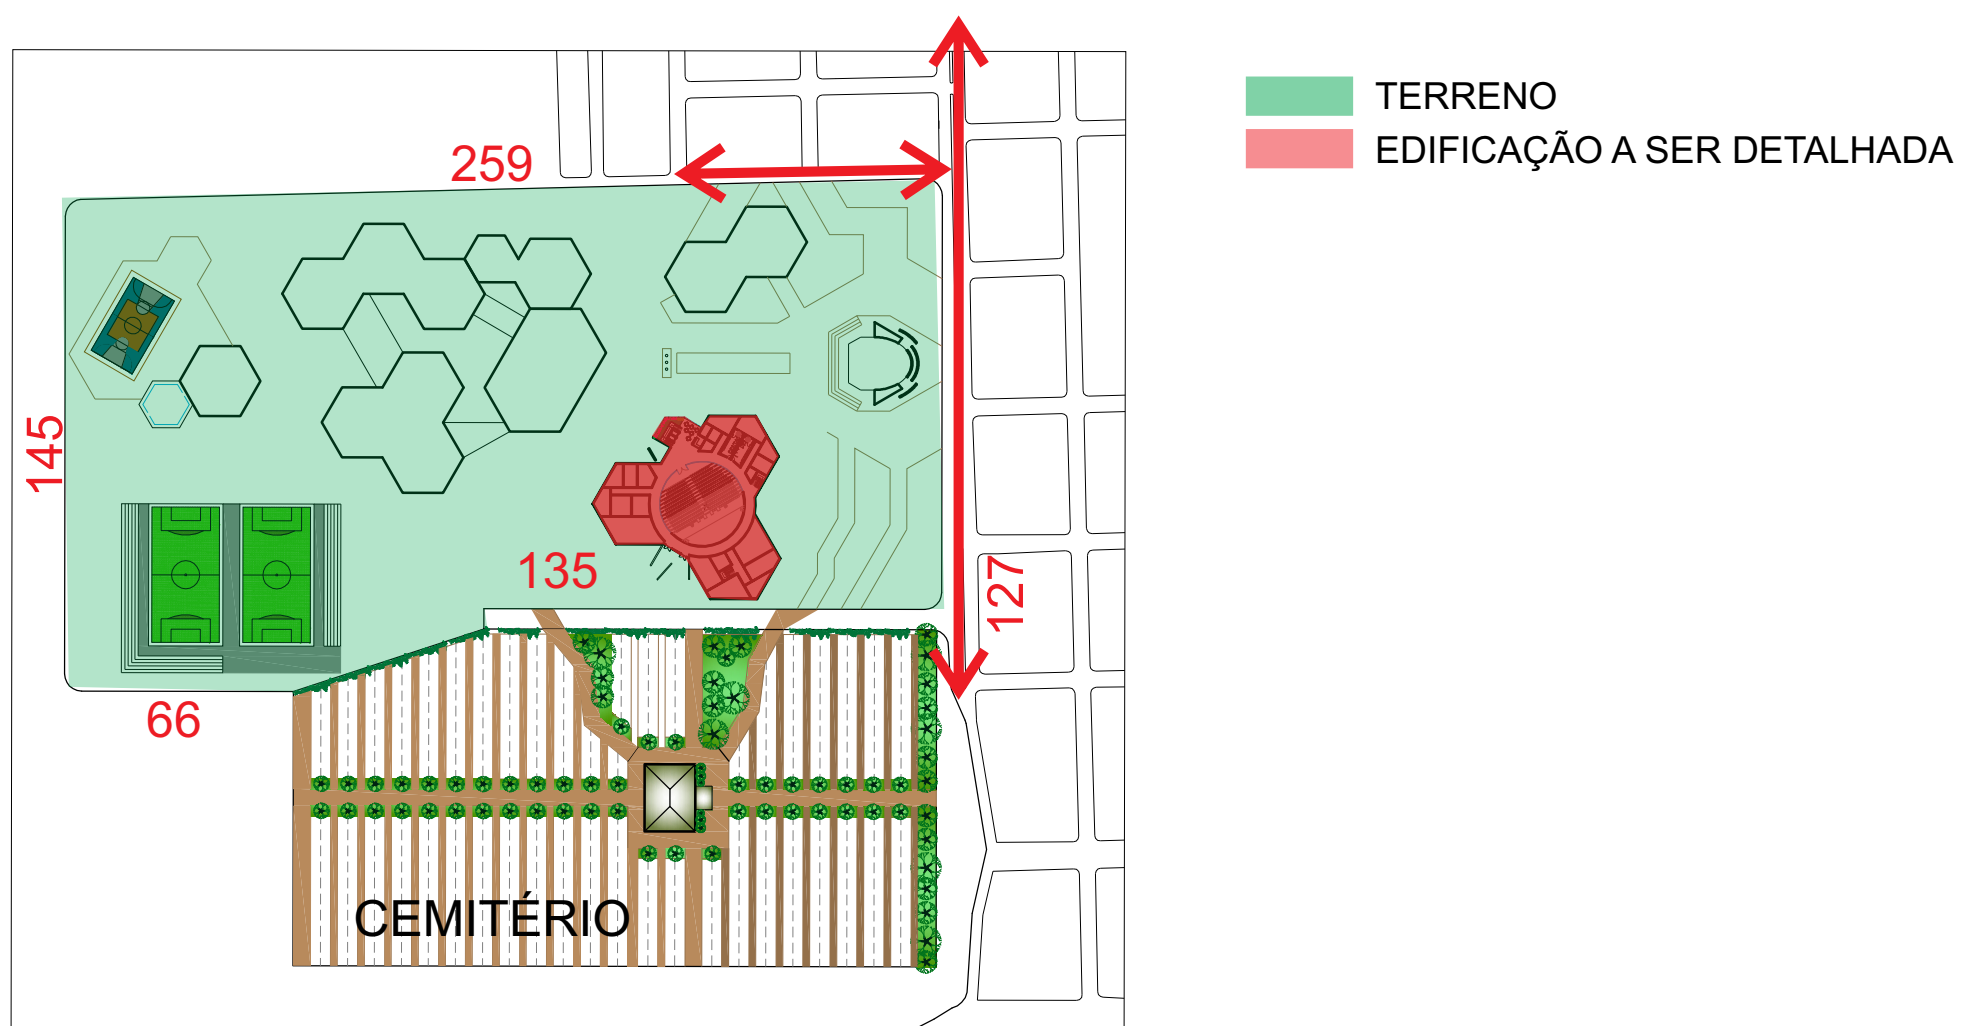 TERRENO
EDIFICAÇÃO A SER DETALHADA
259
145
135
127
66
CEMITÉRIO